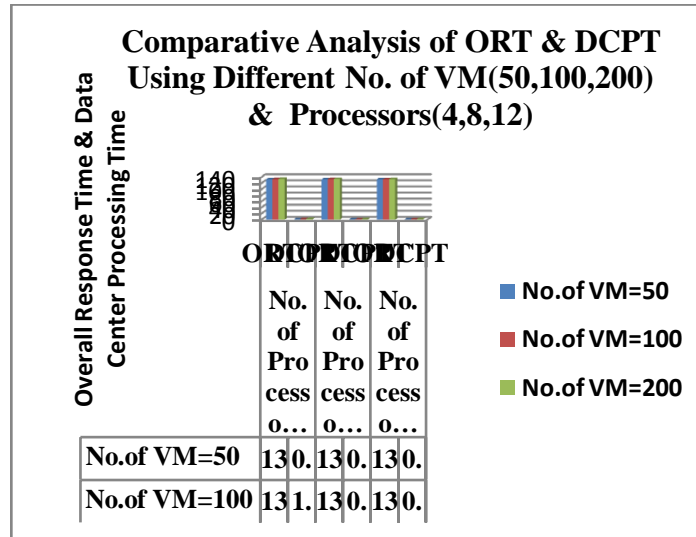 Comparative Analysis of ORT & DCPT
Using Different No. of VM(50,100,200)
& Processors(4,8,12)
Overall Response Time & Data
Center Processing Time
140
20
0
ORT
DCPT
No.
of
Pro
cess
o…
No.
of
Pro
cess
o…
No.
of
Pro
cess
o…
No.of VM=50
No.of VM=100
No.of VM=200
No.of VM=50 13 0. 13 0. 13 0.
No.of VM=100 13 1. 13 0. 13 0.